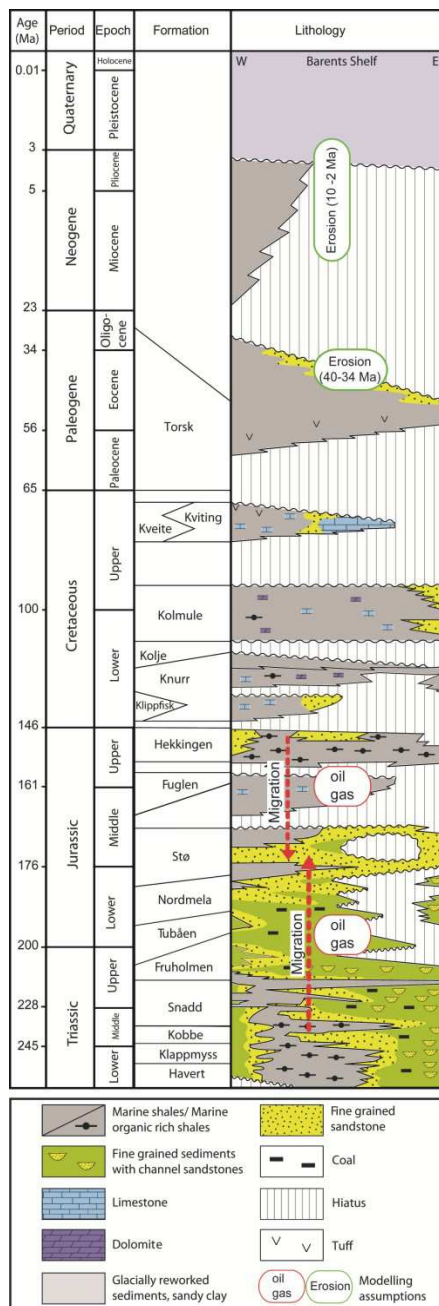 Age
(Ma)
Period
Epoch
Formation
Lithology
W
Barents Shelf
E
Holocene
0.01
Quaternary
Pleistocene
3
Pliocene
5
Erosion (10 -2 Ma)
Neogene
Miocene
23
Oligo-
cene
34
Erosion
(40-34 Ma)
Paleogene
Eocene
56
Torsk
Paleocene
65
Kviting
Kveite
Upper
Cretaceous
100
Kolmule
Lower
Kolje
Knurr
Klippfisk
146
Upper
Hekkingen
161
Fuglen
oil
gas
Migration
Middle
Jurassic
Stø
176
Lower
Nordmela
Tubåen
oil
gas
Migration
200
Upper
Fruholmen
Triassic
228
Snadd
Middle
Kobbe
245
Lower
Klappmyss
Havert
Marine shales/ Marine
organic rich shales
Fine grained
sandstone
Fine grained sediments
with channel sandstones
Coal
Limestone
Hiatus
Dolomite
Tuff
Glacially reworked
sediments, sandy clay
oil
gas
Erosion
Modelling
assumptions